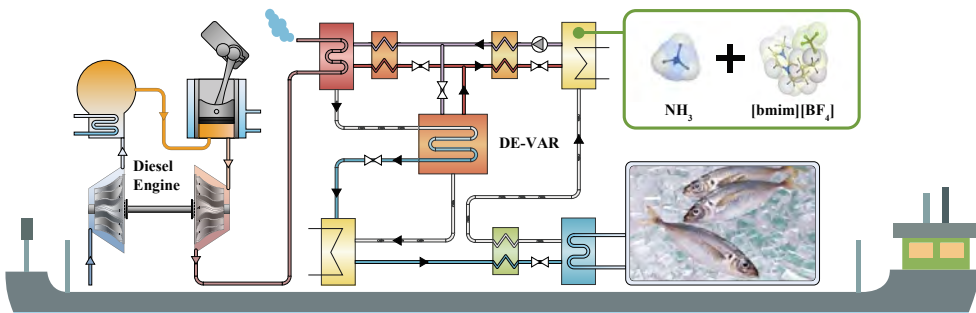 NH₃
[bmim][BF₄]
DE-VAR
Diesel
Engine